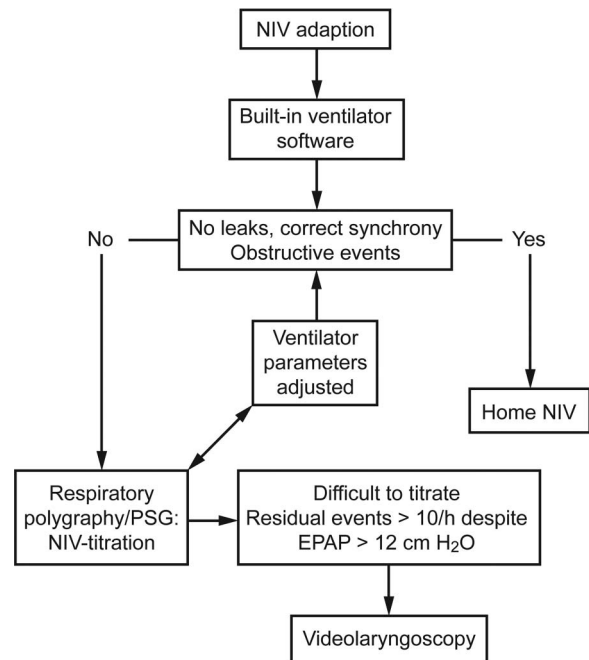 NIV adaption
Built-in ventilator
software
No
No leaks, correct synchrony
Obstructive events
Yes
Ventilator
parameters
adjusted
Home NIV
Respiratory
polygraphy/PSG:
NIV-titration
Difficult to titrate
Residual events > 10/h despite
EPAP > 12 cm H₂O
Videolaryngoscopy